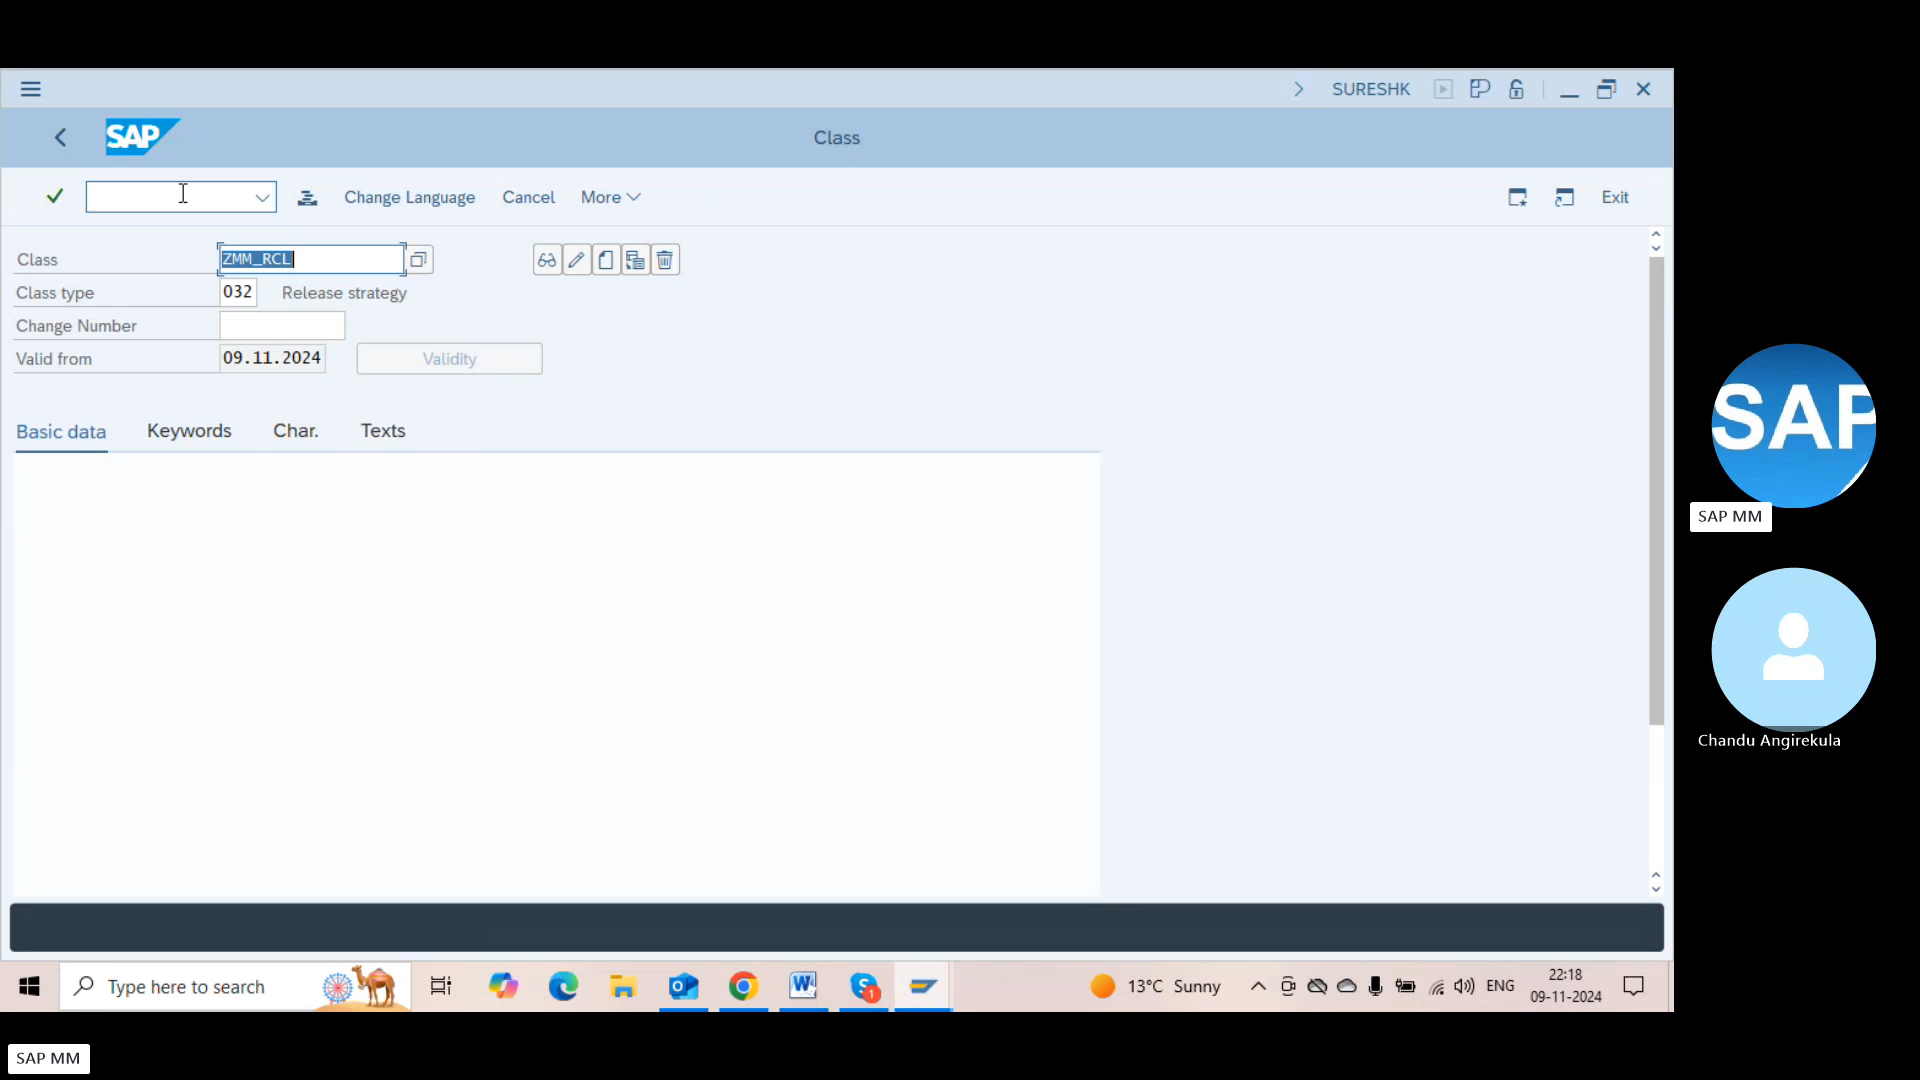 SURESHK
SAP
Class
Change Language Cancel More Exit
Class ZMM_RCL
Class type 032 Release strategy
Change Number
Valid from 09.11.2024 Validity
Basic data Keywords Char. Texts
SAP
SAP MM
Chandu Angirekula
Type here to search
13°C Sunny
ENG
22:18
09-11-2024
1
SAP MM